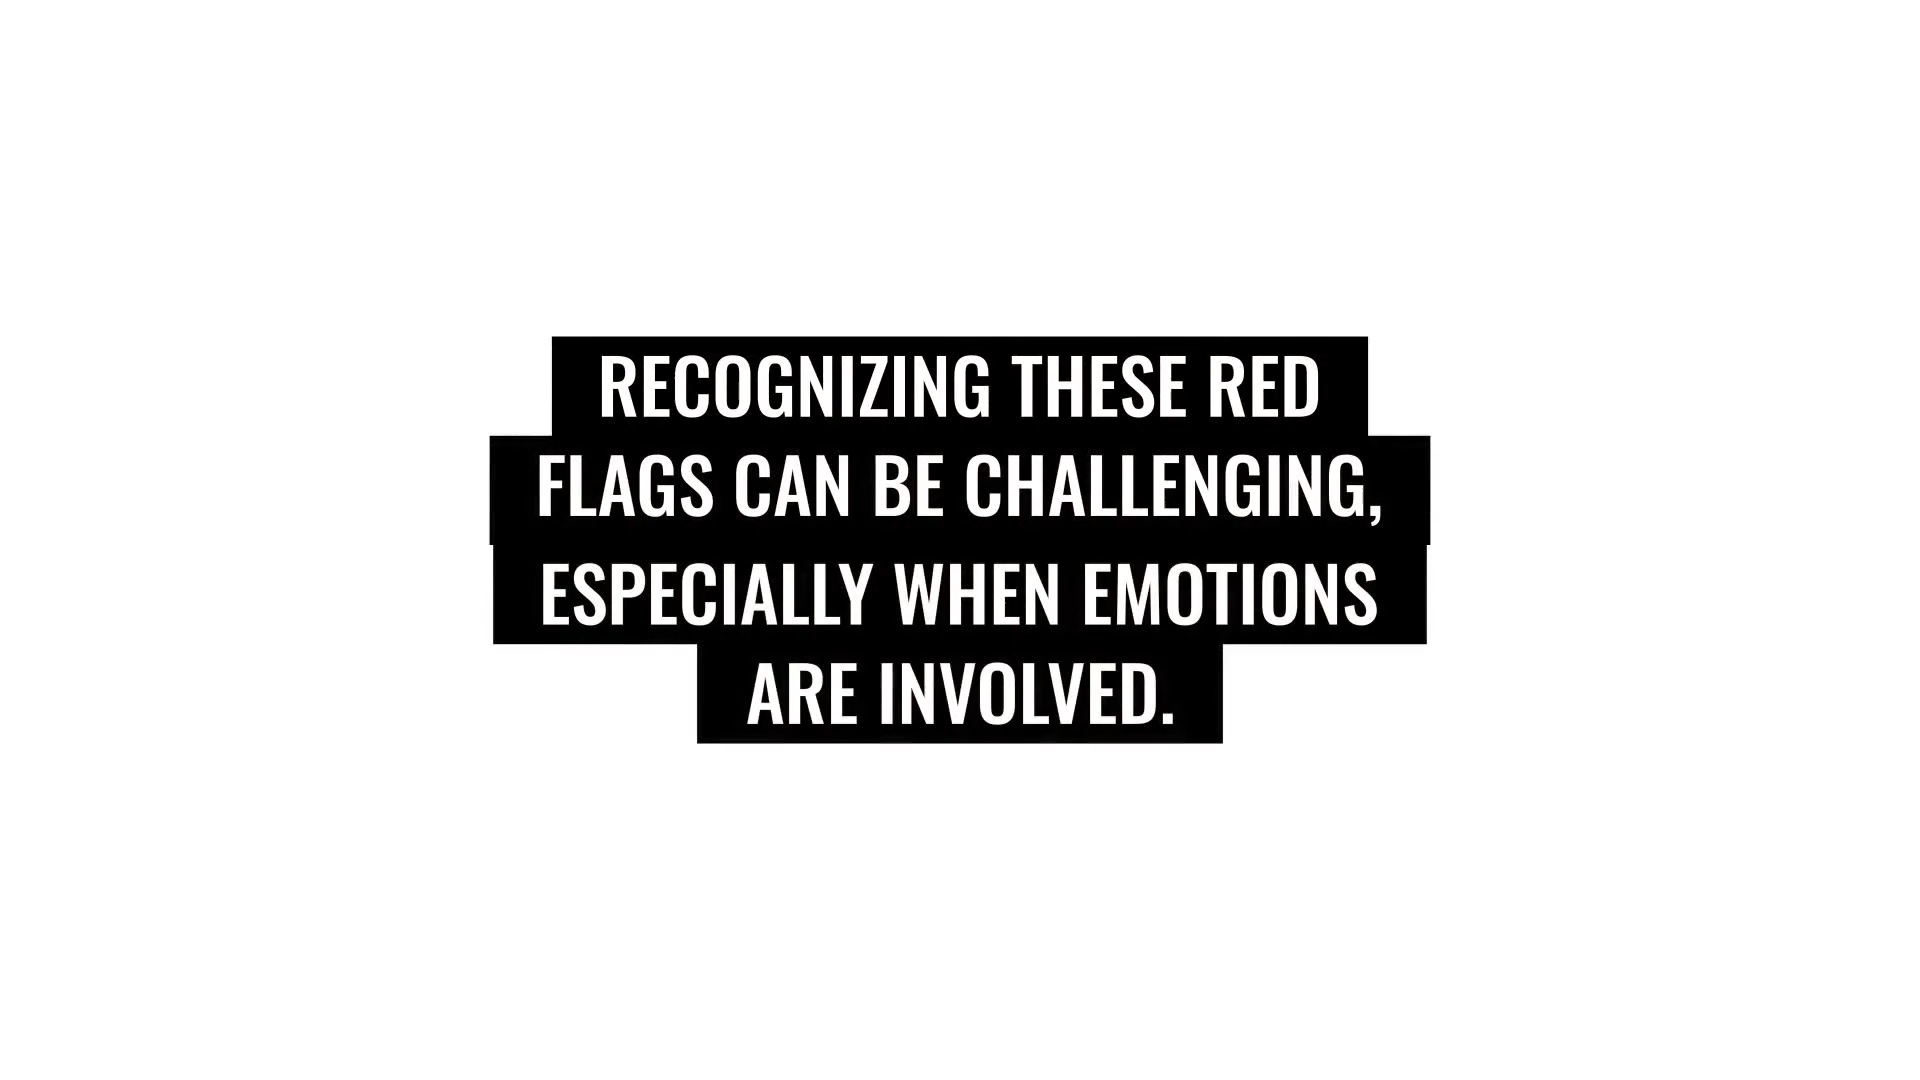 RECOGNIZING THESE RED
FLAGS CAN BE CHALLENGING,
ESPECIALLY WHEN EMOTIONS
ARE INVOLVED.